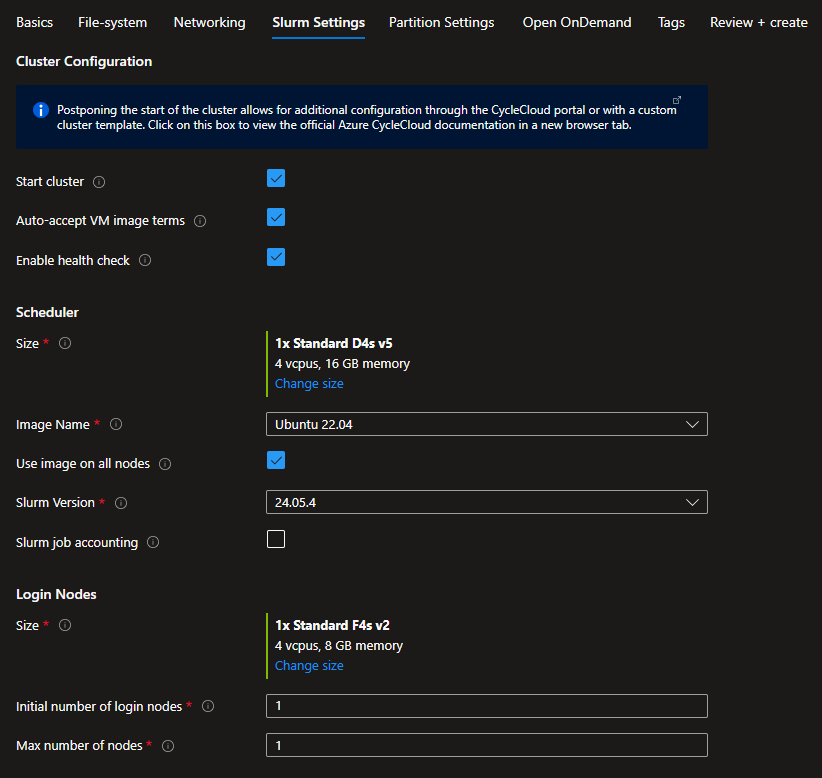 Basics File-system Networking Slurm Settings Partition Settings Open OnDemand Tags Review + create
Cluster Configuration
Postponing the start of the cluster allows for additional configuration through the CycleCloud portal or with a custom
cluster template. Click on this box to view the official Azure CycleCloud documentation in a new browser tab.
Start cluster
Auto-accept VM image terms
Enable health check
Scheduler
Size *
1x Standard D4s v5
4 vcpus, 16 GB memory
Change size
Image Name * Ubuntu 22.04
Use image on all nodes
Slurm Version * 24.05.4
Slurm job accounting
Login Nodes
Size *
1x Standard F4s v2
4 vcpus, 8 GB memory
Change size
Initial number of login nodes * 1
Max number of nodes * 1